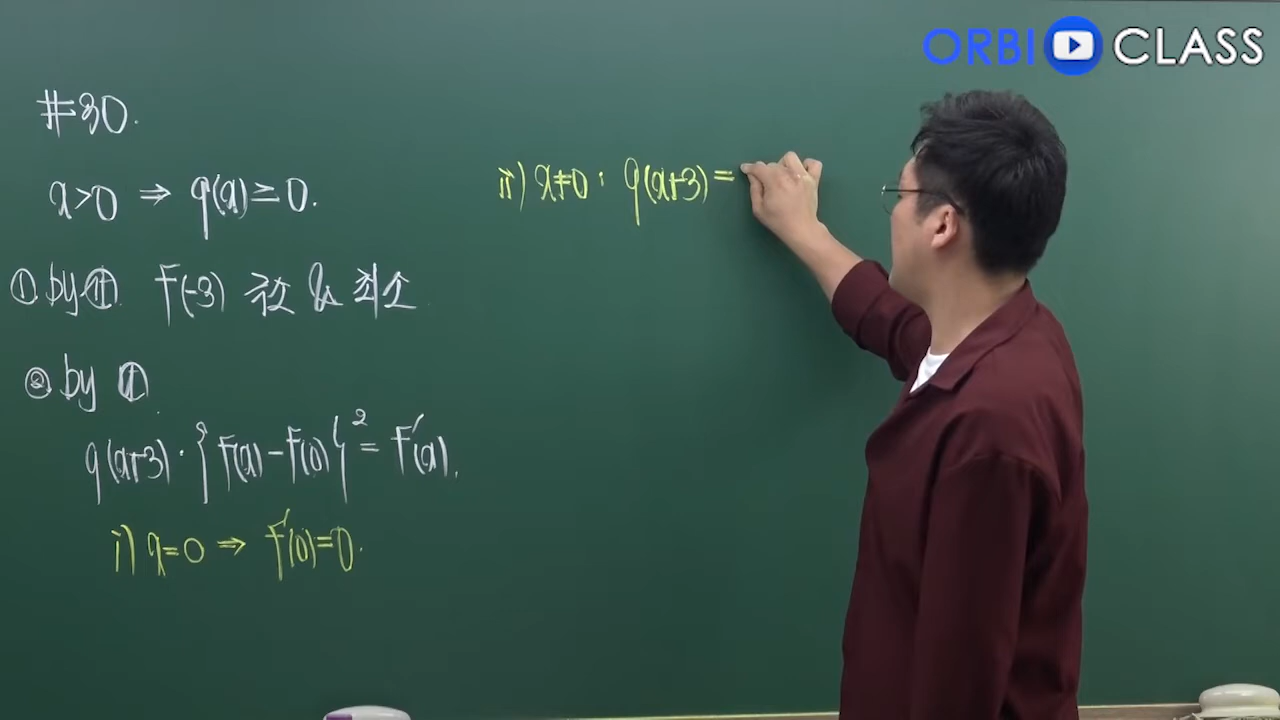 ORBI CLASS
#30.
x>0 ⇒ g(x)≥0.
① by ㈏ f(-3) 극소 & 최소
② by ㈎
g(x+3)·{f(x)-f(0)}² = f'(x).
i) x=0 ⇒ f'(0)=0.
ii) x≠0 : g(x+3)=